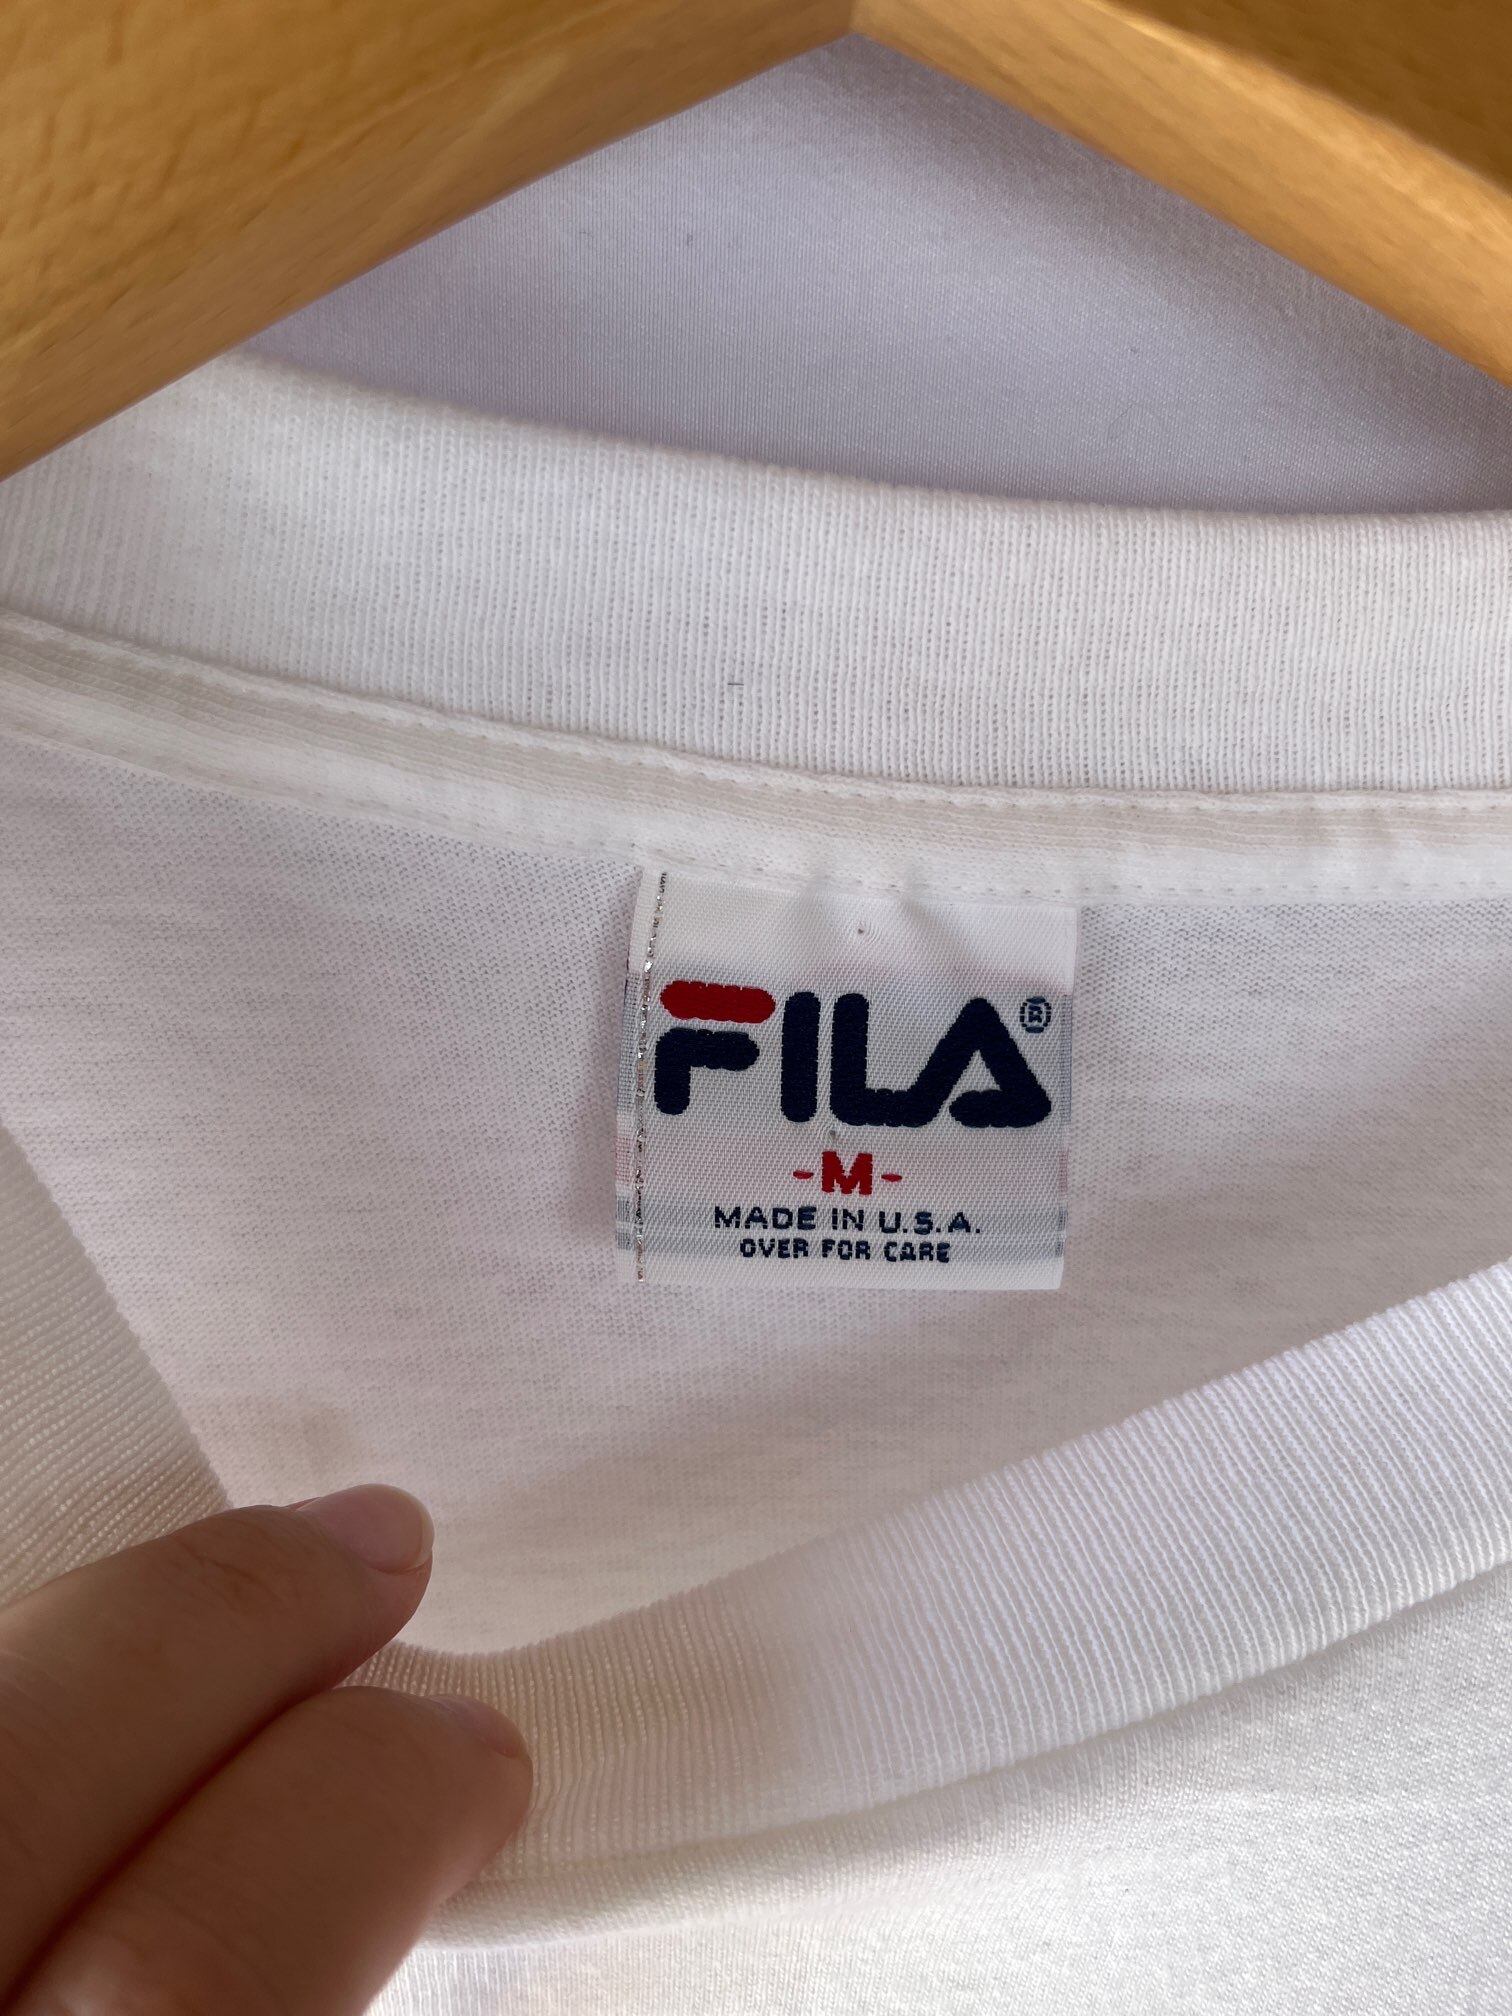 FILA®
-M-
MADE IN U.S.A.
OVER FOR CARE